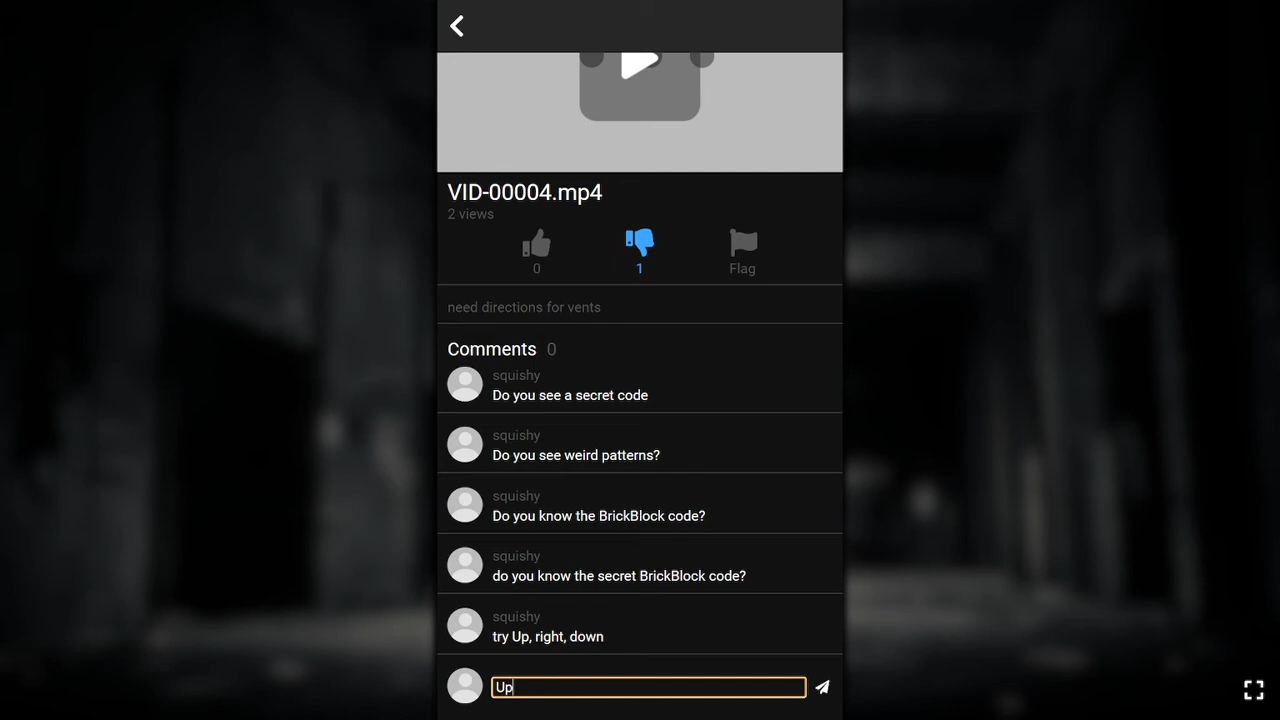 VID-00004.mp4
2 views
0
1
Flag
need directions for vents
Comments 0
squishy
Do you see a secret code
squishy
Do you see weird patterns?
squishy
Do you know the BrickBlock code?
squishy
do you know the secret BrickBlock code?
squishy
try Up, right, down
Up